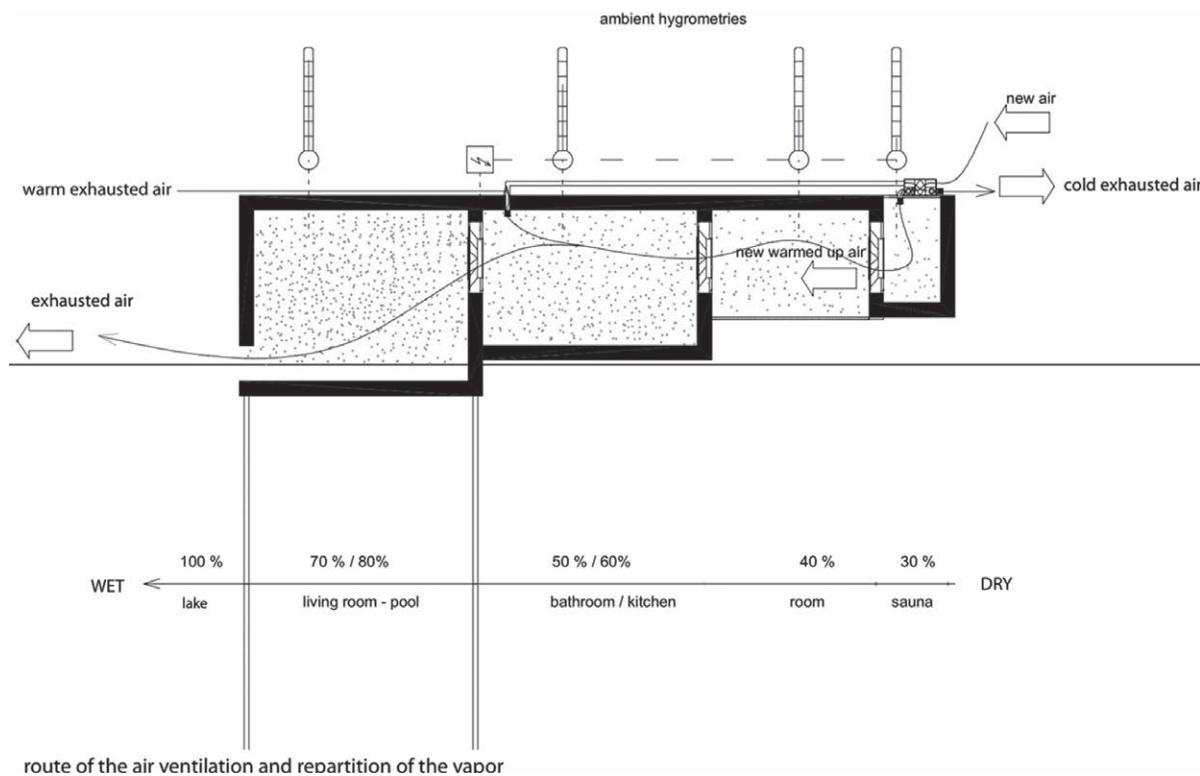 ambient hygrometries
new air
warm exhausted air
cold exhausted air
new warmed up air
exhausted air
100 %
70 % / 80%
50 % / 60%
40 %
30 %
WET
DRY
lake
living room - pool
bathroom / kitchen
room
sauna
route of the air ventilation and repartition of the vapor